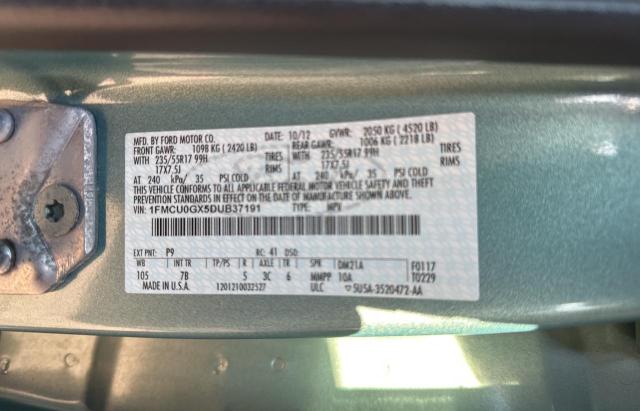 MFD. BY FORD MOTOR CO. DATE: 10/12 GVWR: 2050 KG ( 4520 LB)
FRONT GAWR: 1098 KG ( 2420 LB) REAR GAWR: 1006 KG ( 2218 LB)
WITH 235/55R17 99H TIRES WITH 235/55R17 99H TIRES
17X7.5J RIMS 17X7.5J RIMS
AT 240 kPa/ 35 PSI COLD AT 240 kPa/ 35 PSI COLD
THIS VEHICLE CONFORMS TO ALL APPLICABLE FEDERAL MOTOR VEHICLE SAFETY AND BUMPER
PREVENTION STANDARDS IN EFFECT ON THE DATE OF MANUFACTURE SHOWN ABOVE.
VIN: 1FMCU0GX5DUB37191 TYPE: MPV
EXT PNT: P9 RC: 41 DSO:
WB INT TR TP/PS R AXLE TR SPR DM21A F0117
105 7B 5 3C 6 MMPP 10A T0229
MADE IN U.S.A. 1201210032527 ULC 5U5A-3520472-AA